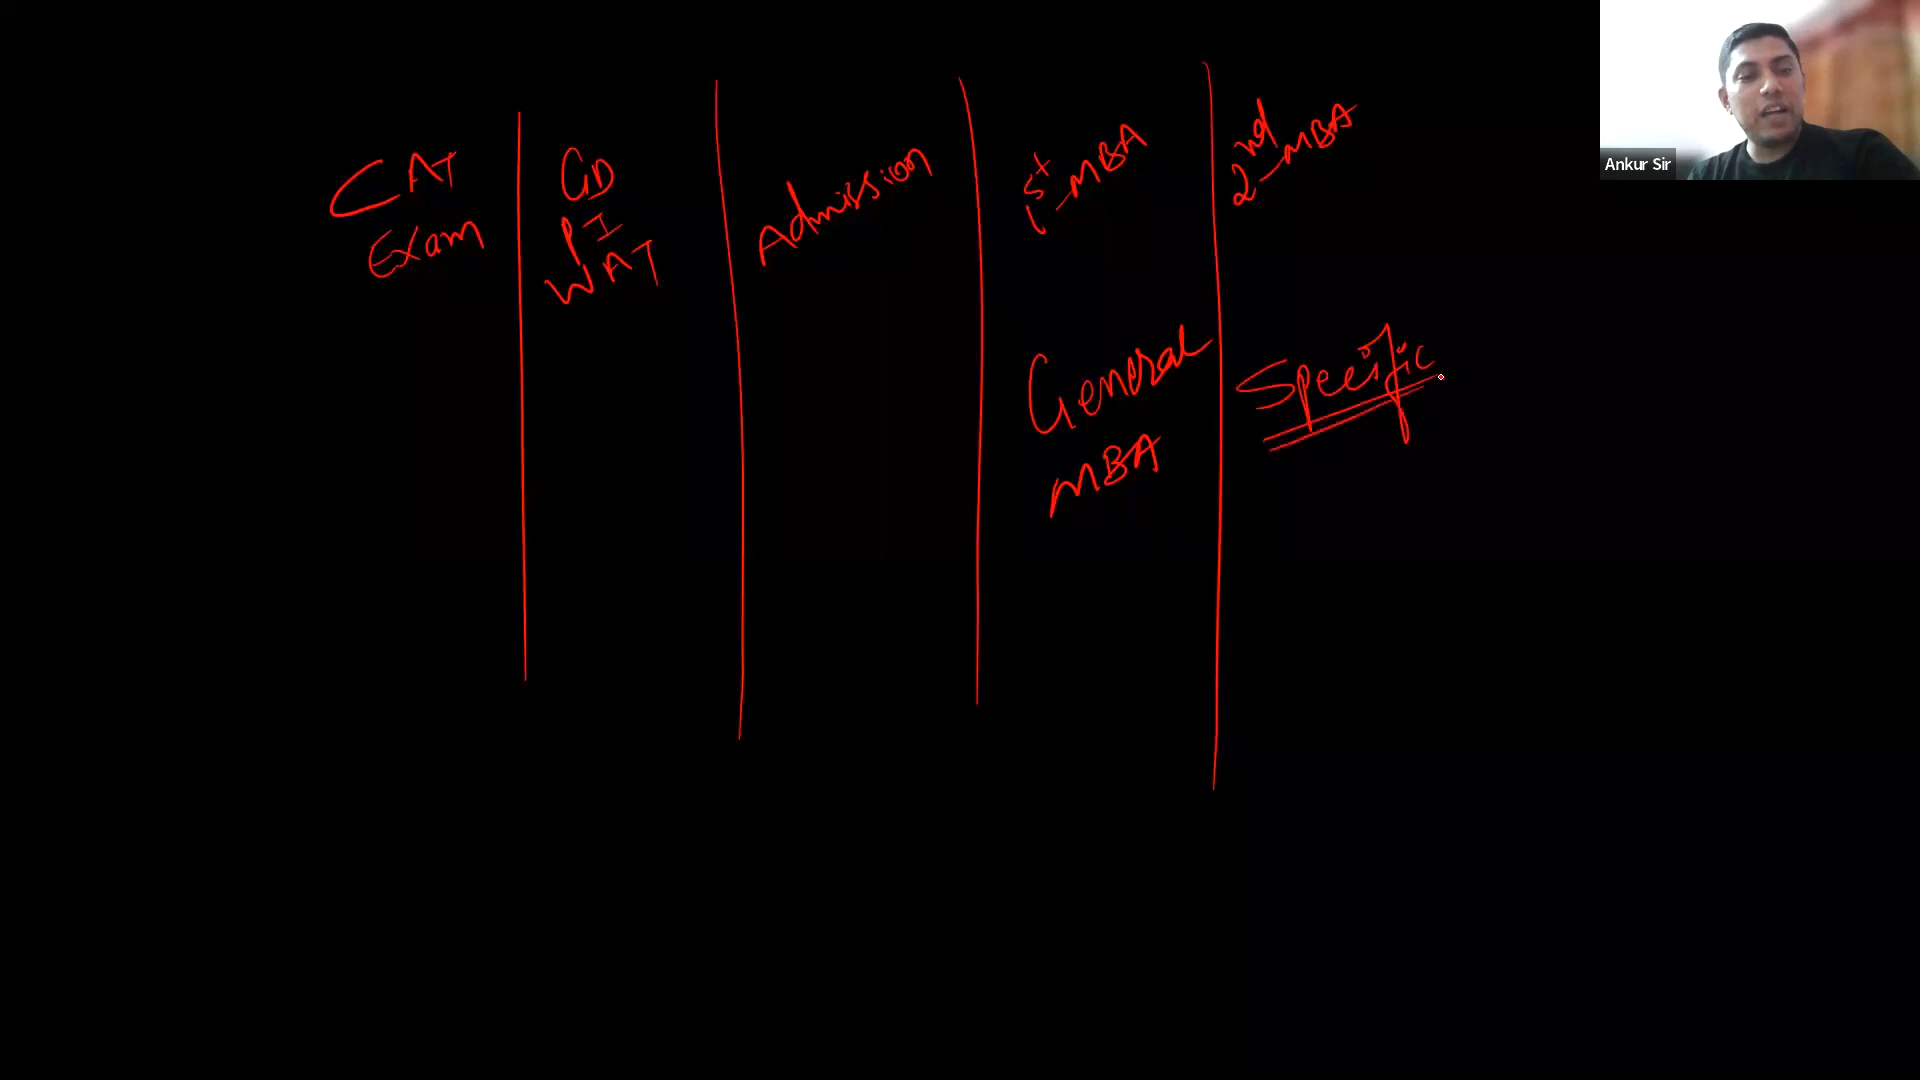 CAT
Exam
GD
PI
WAT
Admission
1st MBA
2nd MBA
General
MBA
Specific
Ankur Sir